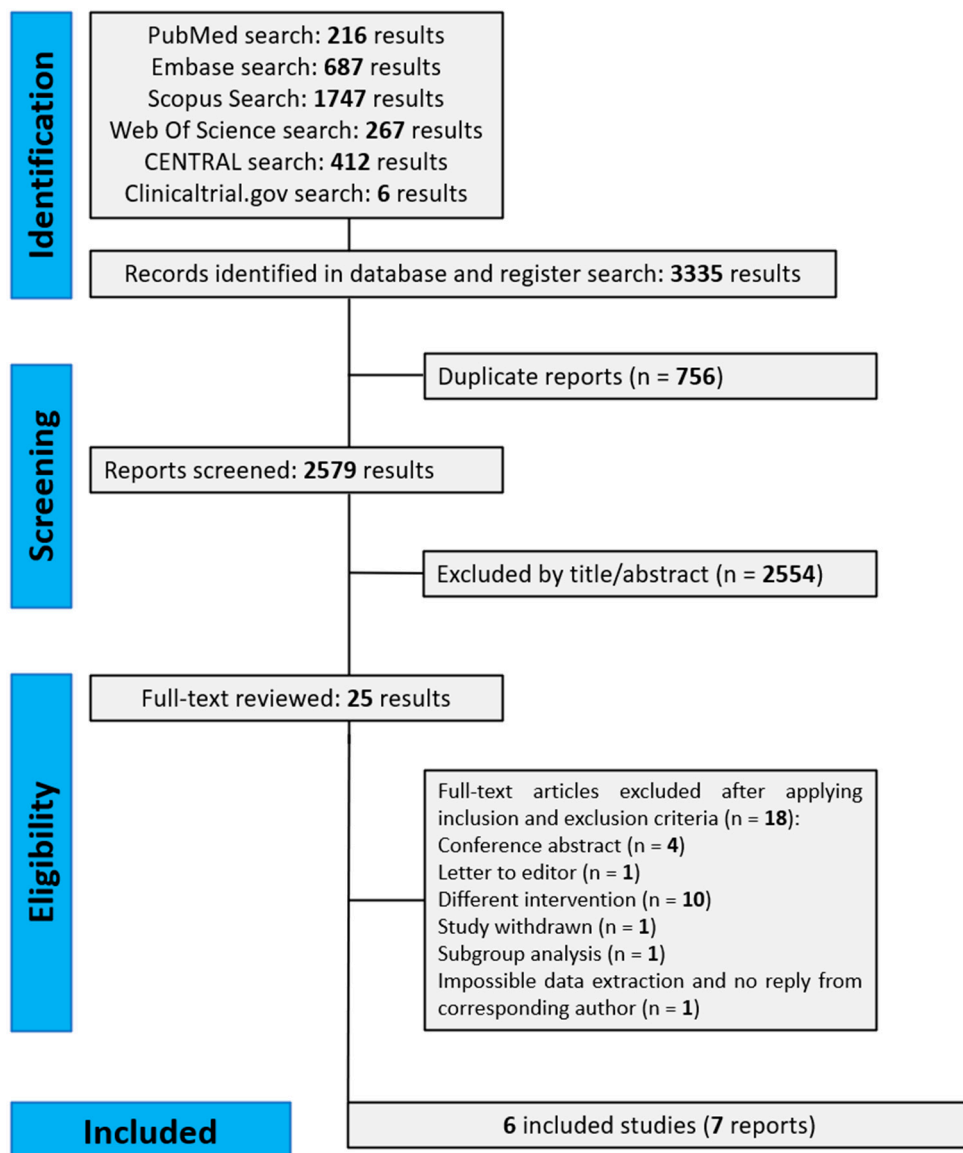 Identification
PubMed search: 216 results
Embase search: 687 results
Scopus Search: 1747 results
Web Of Science search: 267 results
CENTRAL search: 412 results
Clinicaltrial.gov search: 6 results
Records identified in database and register search: 3335 results
Screening
Duplicate reports (n = 756)
Reports screened: 2579 results
Excluded by title/abstract (n = 2554)
Eligibility
Full-text reviewed: 25 results
Full-text articles excluded after applying
inclusion and exclusion criteria (n = 18):
Conference abstract (n = 4)
Letter to editor (n = 1)
Different intervention (n = 10)
Study withdrawn (n = 1)
Subgroup analysis (n = 1)
Impossible data extraction and no reply from
corresponding author (n = 1)
Included
6 included studies (7 reports)